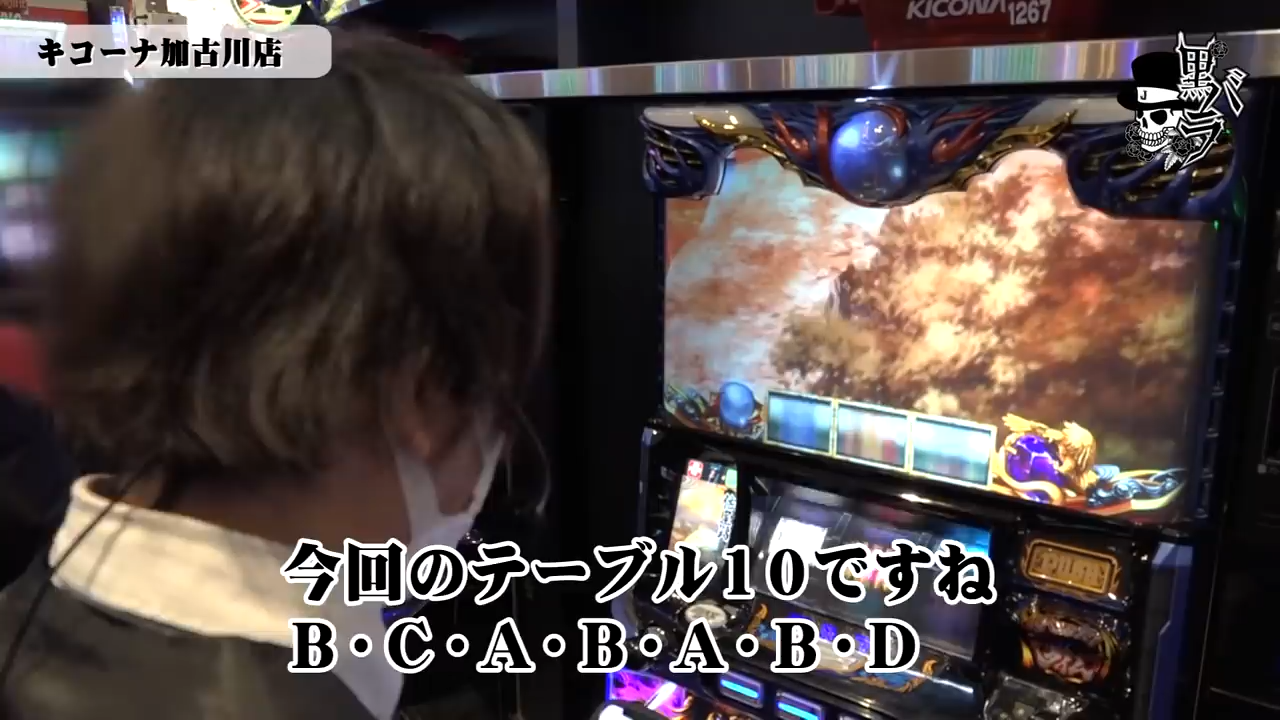 キコーナ加古川店
KICONA 1267
黒バラ
J
今回のテーブル10ですね
B・C・A・B・A・B・D